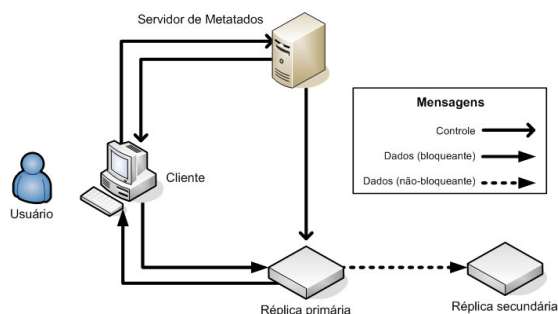 Servidor de Metatados
Mensagens
Controle
Dados (bloqueante)
Dados (não-bloqueante)
Cliente
Usuário
Réplica primária
Réplica secundária